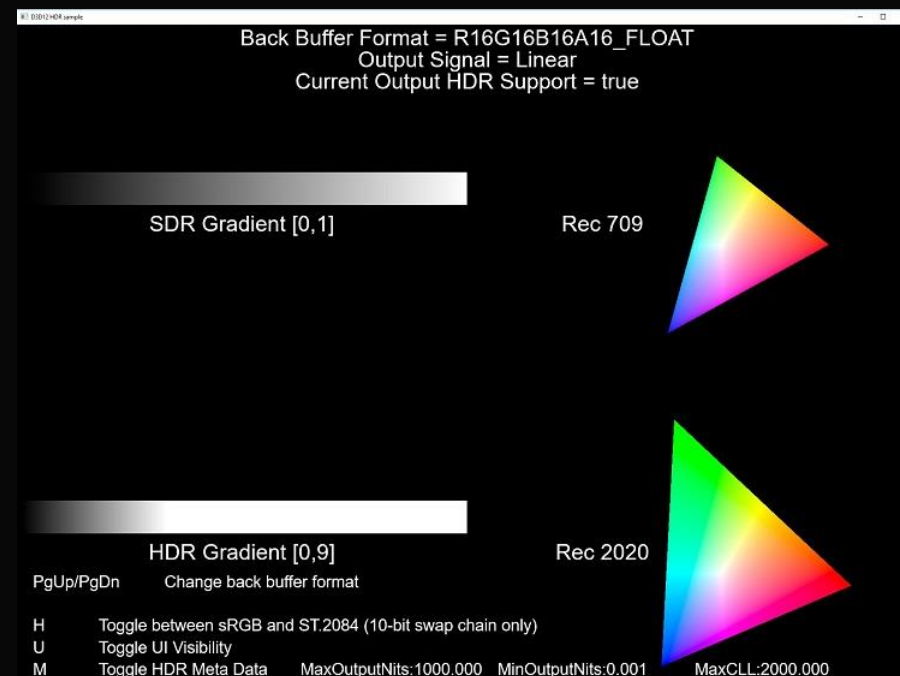 D3D12 HDR sample
Back Buffer Format = R16G16B16A16_FLOAT
Output Signal = Linear
Current Output HDR Support = true
SDR Gradient [0,1]
Rec 709
HDR Gradient [0,9]
Rec 2020
PgUp/PgDn Change back buffer format
H Toggle between sRGB and ST.2084 (10-bit swap chain only)
U Toggle UI Visibility
M Toggle HDR Meta Data MaxOutputNits:1000.000 MinOutputNits:0.001 MaxCLL:2000.000